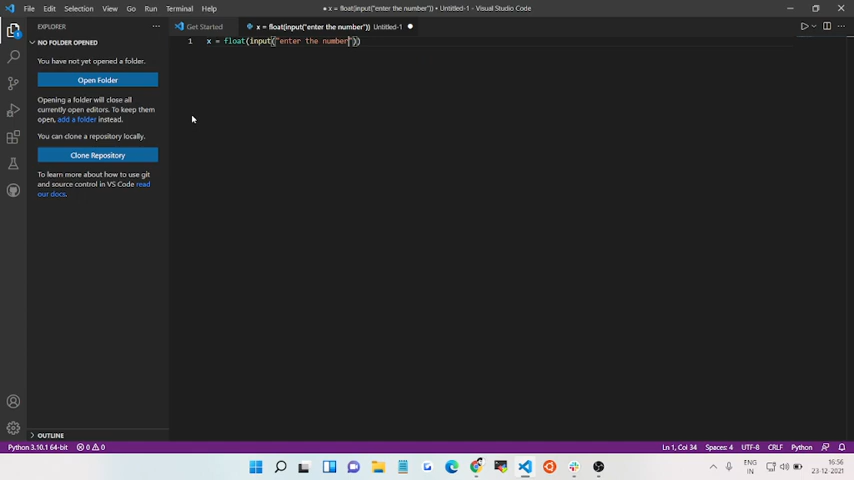 File Edit Selection View Go Run Terminal Help
● x = float(input("enter the number")) • Untitled-1 - Visual Studio Code
EXPLORER
Get Started
x = float(input("enter the number")) Untitled-1
NO FOLDER OPENED
1 x = float(input("enter the number"))
You have not yet opened a folder.
Open Folder
Opening a folder will close all
currently open editors. To keep them
open, add a folder instead.
You can clone a repository locally.
Clone Repository
To learn more about how to use git
and source control in VS Code read
our docs.
OUTLINE
Python 3.10.1 64-bit 0 0
Ln 1, Col 34 Spaces: 4 UTF-8 CRLF Python
ENG
IN
16:56
23-12-2021